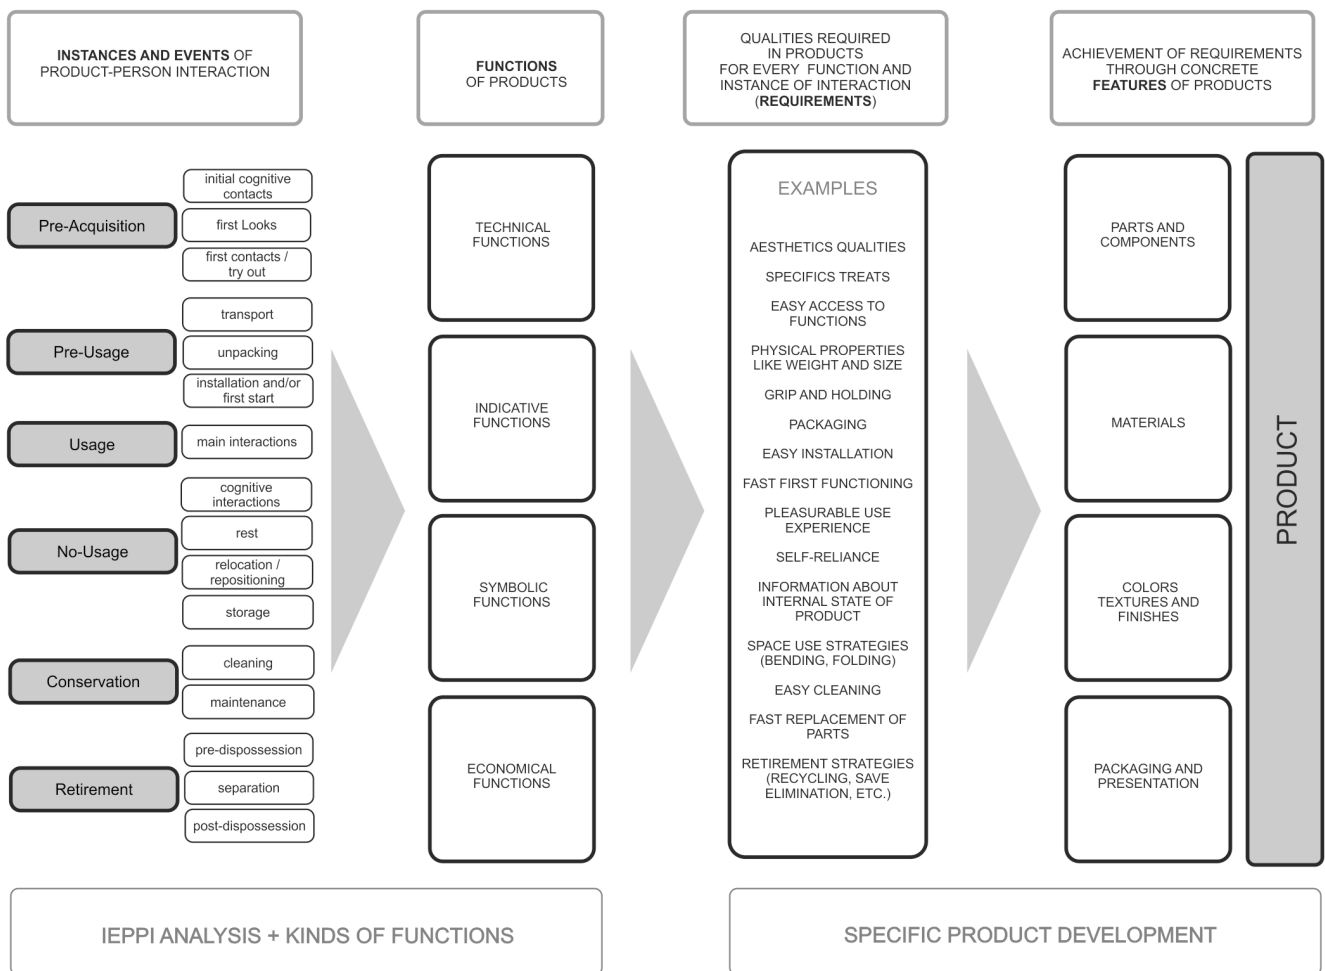 INSTANCES AND EVENTS OF
PRODUCT-PERSON INTERACTION
FUNCTIONS
OF PRODUCTS
QUALITIES REQUIRED
IN PRODUCTS
FOR EVERY FUNCTION AND
INSTANCE OF INTERACTION
(REQUIREMENTS)
ACHIEVEMENT OF REQUIREMENTS
THROUGH CONCRETE
FEATURES OF PRODUCTS
Pre-Acquisition
initial cognitive
contacts
first Looks
first contacts /
try out
Pre-Usage
transport
unpacking
installation and/or
first start
Usage
main interactions
No-Usage
cognitive
interactions
rest
relocation /
repositioning
storage
Conservation
cleaning
maintenance
Retirement
pre-dispossession
separation
post-dispossession
TECHNICAL
FUNCTIONS
INDICATIVE
FUNCTIONS
SYMBOLIC
FUNCTIONS
ECONOMICAL
FUNCTIONS
EXAMPLES
AESTHETICS QUALITIES
SPECIFICS TREATS
EASY ACCESS TO
FUNCTIONS
PHYSICAL PROPERTIES
LIKE WEIGHT AND SIZE
GRIP AND HOLDING
PACKAGING
EASY INSTALLATION
FAST FIRST FUNCTIONING
PLEASURABLE USE
EXPERIENCE
SELF-RELIANCE
INFORMATION ABOUT
INTERNAL STATE OF
PRODUCT
SPACE USE STRATEGIES
(BENDING, FOLDING)
EASY CLEANING
FAST REPLACEMENT OF
PARTS
RETIREMENT STRATEGIES
(RECYCLING, SAVE
ELIMINATION, ETC.)
PARTS AND
COMPONENTS
MATERIALS
COLORS
TEXTURES AND
FINISHES
PACKAGING AND
PRESENTATION
PRODUCT
IEPPI ANALYSIS + KINDS OF FUNCTIONS
SPECIFIC PRODUCT DEVELOPMENT